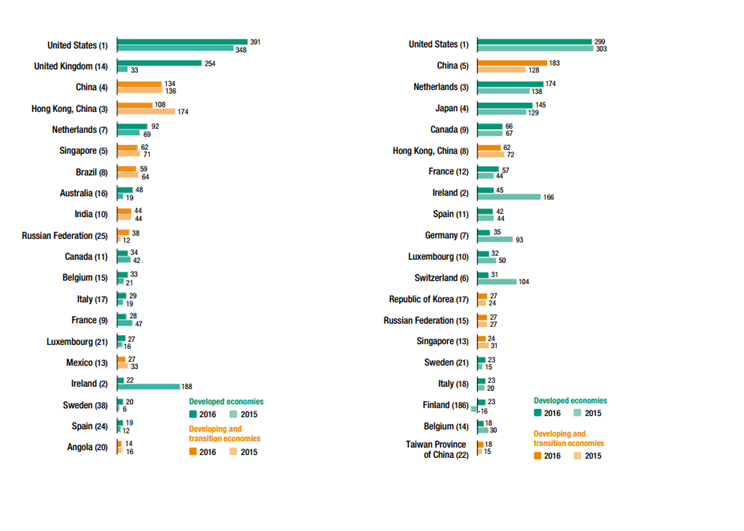 United States (1) 391 348
United Kingdom (14) 254 33
China (4) 134 136
Hong Kong, China (3) 108 174
Netherlands (7) 92 69
Singapore (5) 62 71
Brazil (8) 59 64
Australia (16) 48 19
India (10) 44 44
Russian Federation (25) 38 12
Canada (11) 34 42
Belgium (15) 33 21
Italy (17) 29 19
France (9) 28 47
Luxembourg (21) 27 16
Mexico (13) 27 33
Ireland (2) 22 188
Sweden (38) 20 6
Spain (24) 19 12
Angola (20) 14 16
Developed economies
2016 2015
Developing and
transition economies
2016 2015
United States (1) 299 303
China (5) 183 128
Netherlands (3) 174 138
Japan (4) 145 129
Canada (9) 66 67
Hong Kong, China (8) 62 72
France (12) 57 44
Ireland (2) 45 166
Spain (11) 42 44
Germany (7) 35 93
Luxembourg (10) 32 50
Switzerland (6) 31 104
Republic of Korea (17) 27 24
Russian Federation (15) 27 27
Singapore (13) 24 31
Sweden (21) 23 15
Italy (18) 23 20
Finland (186) 23 -16
Belgium (14) 18 30
Taiwan Province
of China (22) 18 15
Developed economies
2016 2015
Developing and
transition economies
2016 2015